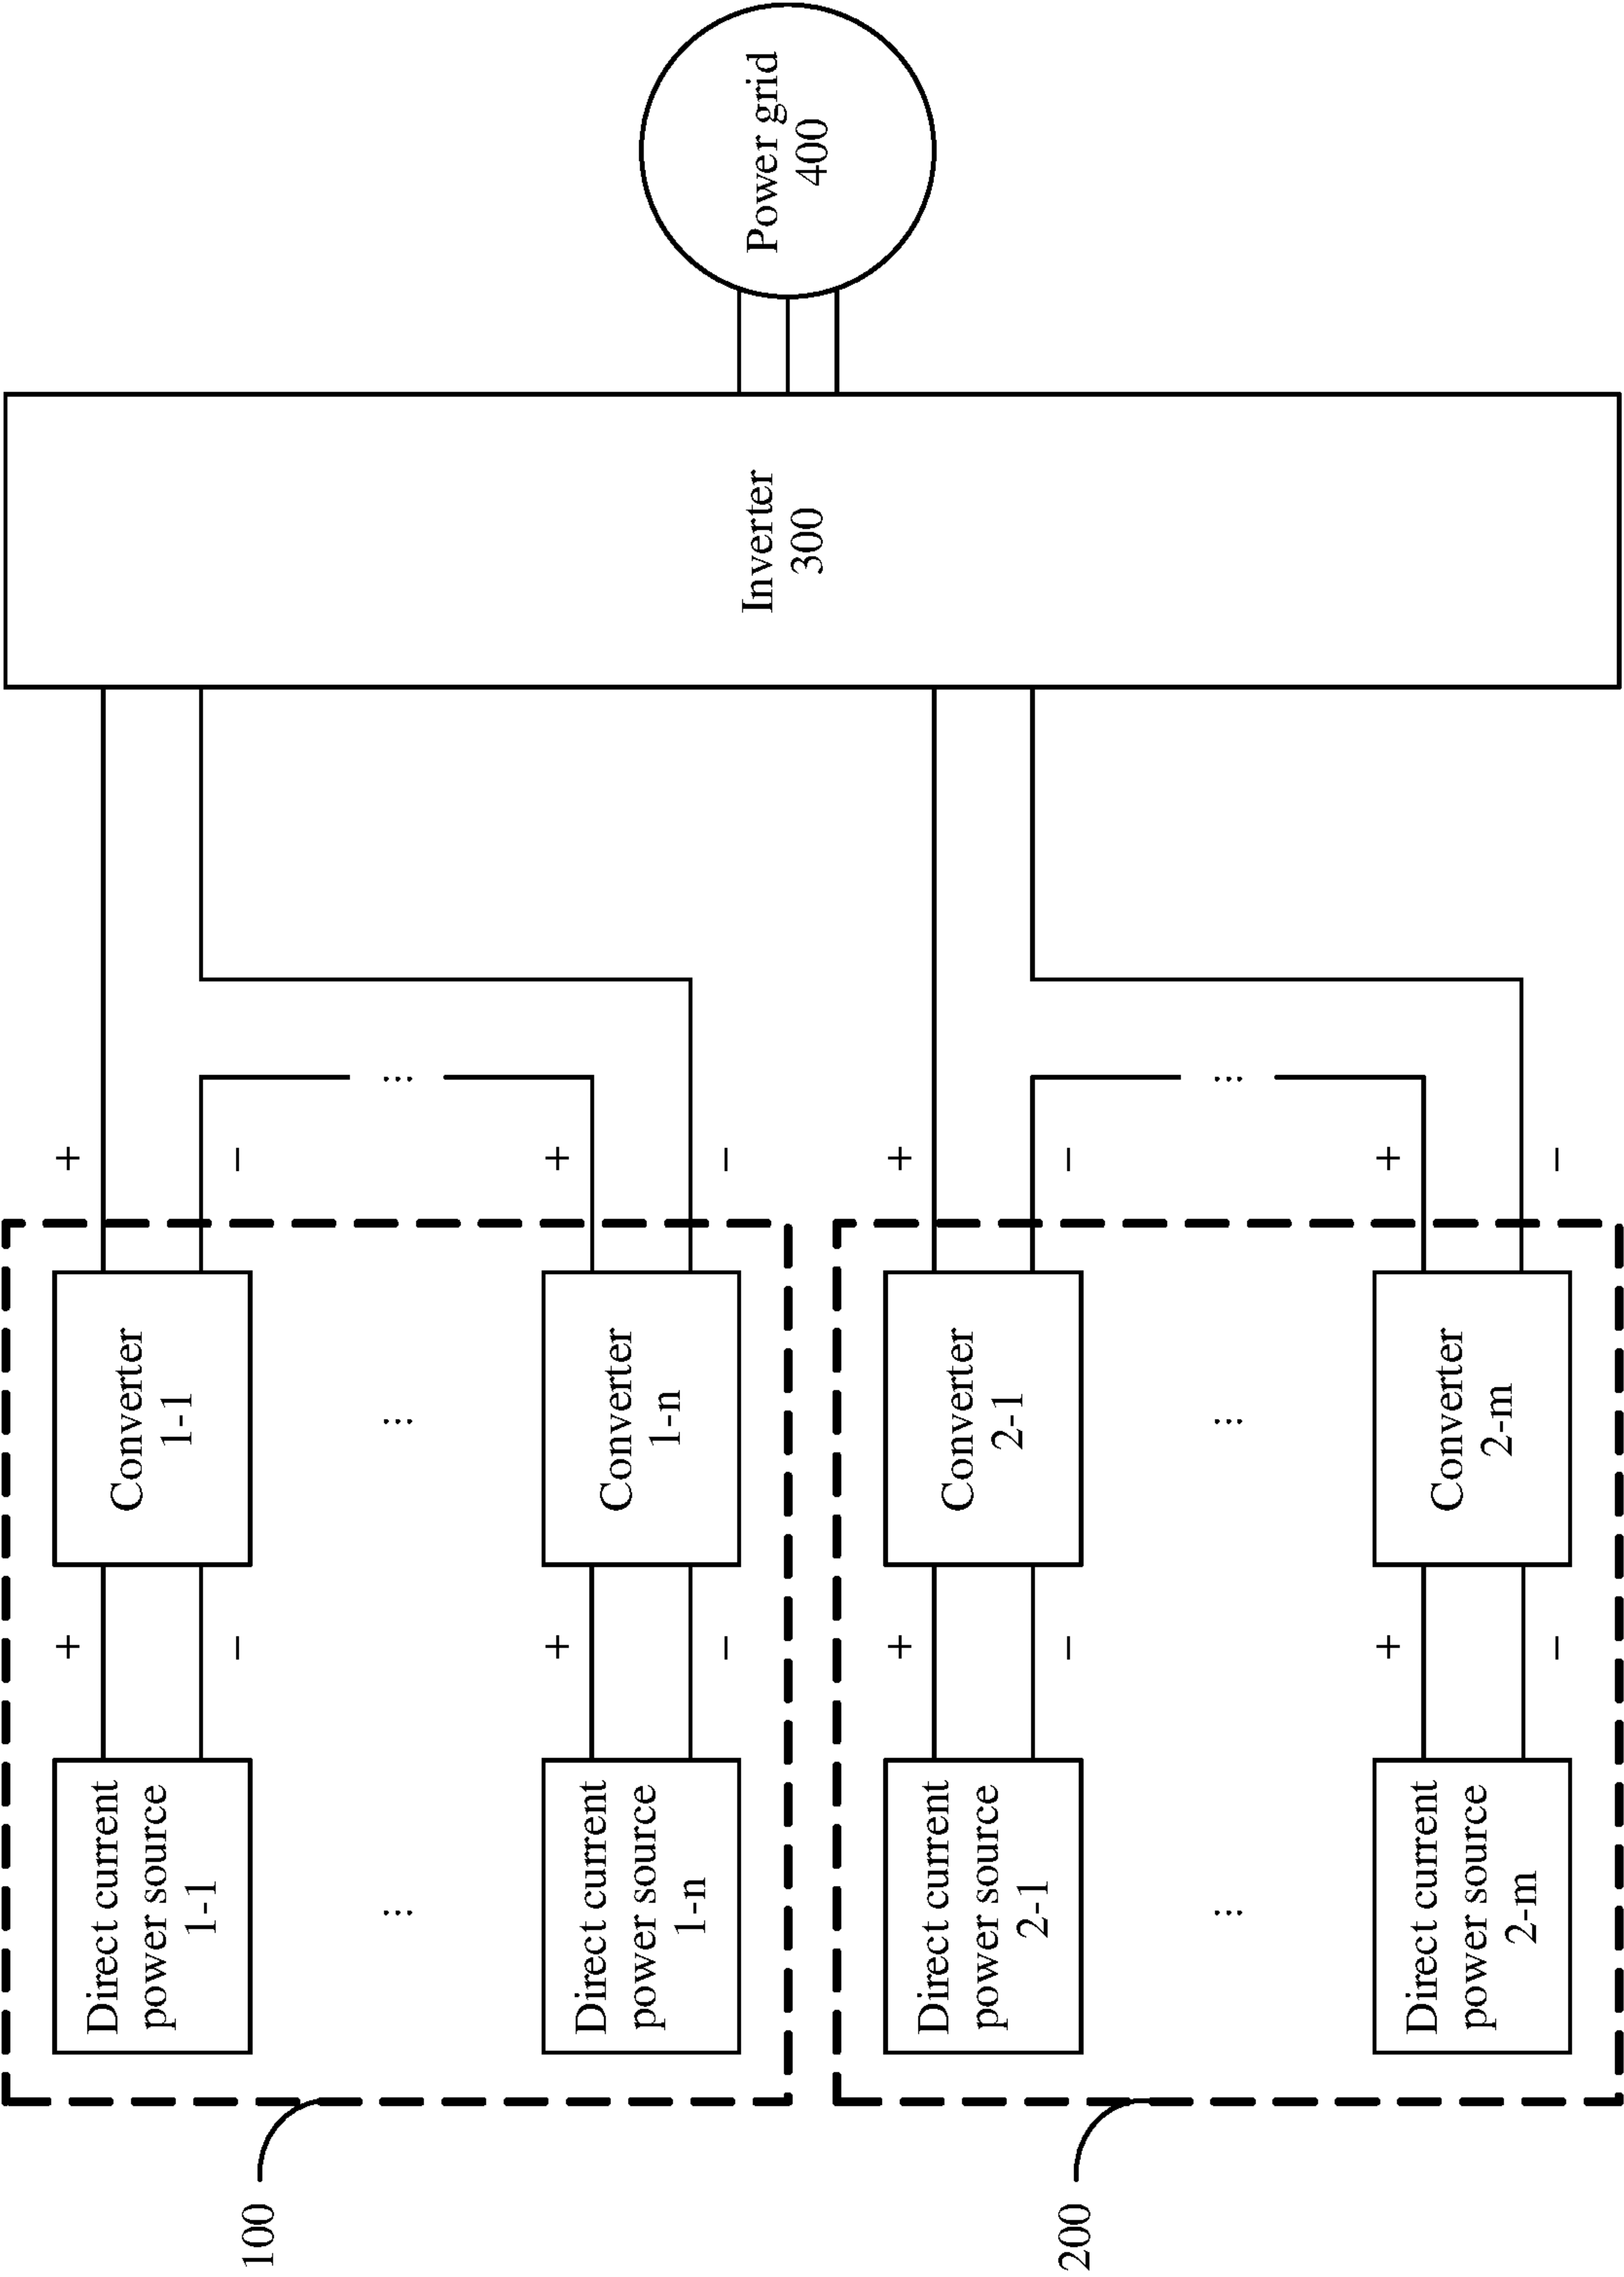 100
Direct current
power source
1-1
+
−
Converter
1-1
+
−
...
...
...
Direct current
power source
1-n
+
−
Converter
1-n
+
−
200
Direct current
power source
2-1
+
−
Converter
2-1
+
−
...
...
...
Direct current
power source
2-m
+
−
Converter
2-m
+
−
Inverter
300
Power grid
400